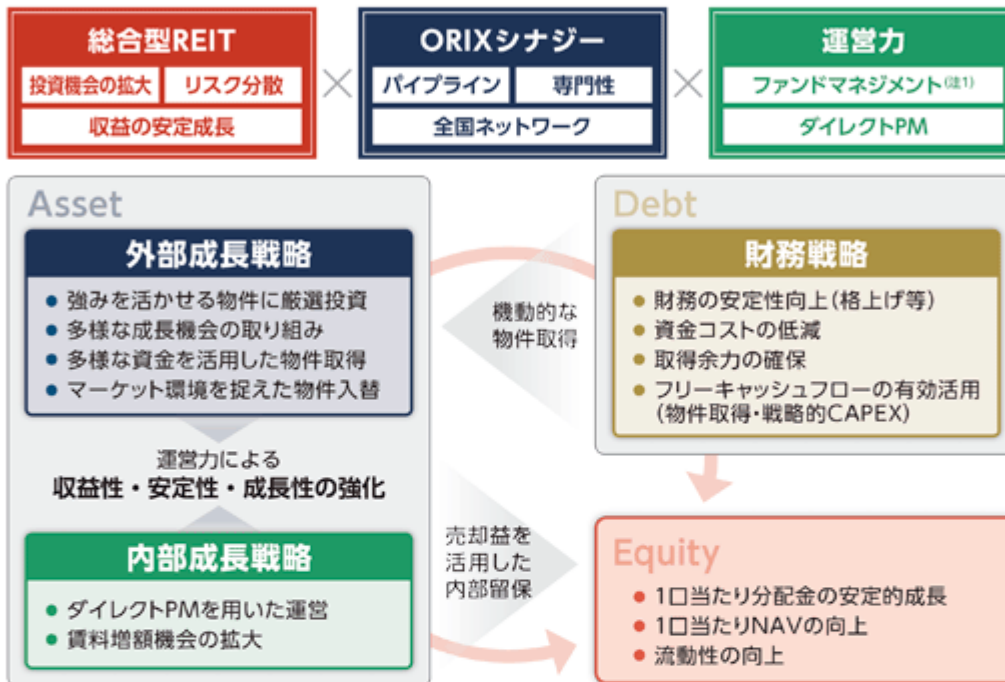 総合型REIT
投資機会の拡大 リスク分散
収益の安定成長
×
ORIXシナジー
パイプライン 専門性
全国ネットワーク
×
運営力
ファンドマネジメント(注1)
ダイレクトPM
Asset
外部成長戦略
● 強みを活かせる物件に厳選投資
● 多様な成長機会の取り組み
● 多様な資金を活用した物件取得
● マーケット環境を捉えた物件入替
運営力による
収益性・安定性・成長性の強化
内部成長戦略
● ダイレクトPMを用いた運営
● 賃料増額機会の拡大
機動的な
物件取得
売却益を
活用した
内部留保
Debt
財務戦略
● 財務の安定性向上(格上げ等)
● 資金コストの低減
● 取得余力の確保
● フリーキャッシュフローの有効活用
(物件取得・戦略的CAPEX)
Equity
● 1口当たり分配金の安定的成長
● 1口当たりNAVの向上
● 流動性の向上